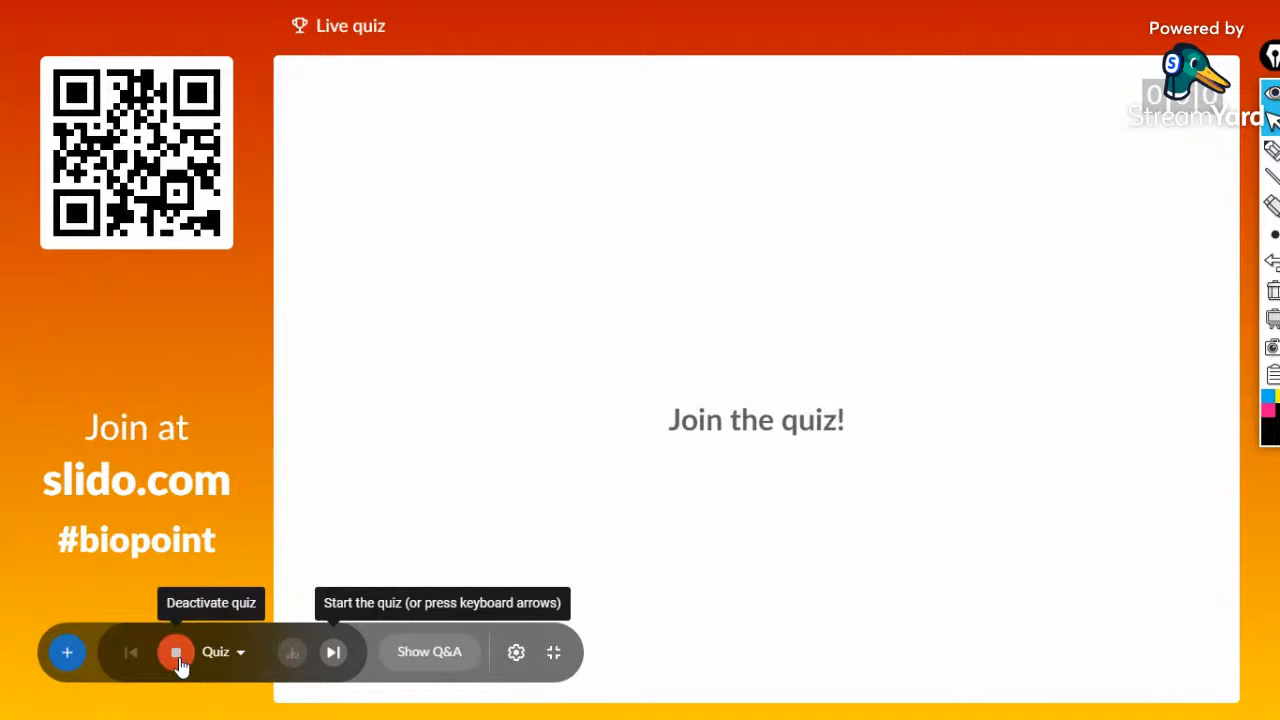 Live quiz
Powered by
StreamYard
Join the quiz!
Join at
slido.com
#biopoint
Deactivate quiz
Start the quiz (or press keyboard arrows)
Quiz
Show Q&A